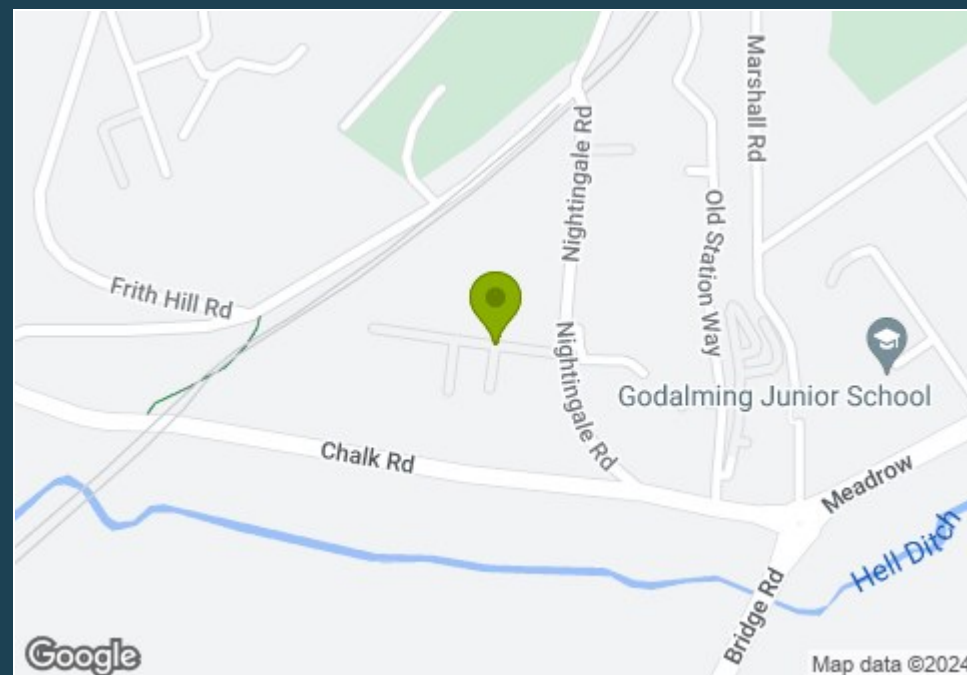 Marshall Rd
Nightingale Rd
Old Station Way
Frith Hill Rd
Nightingale Rd
Godalming Junior School
Chalk Rd
Meadrow
Hell Ditch
Bridge Rd
Google
Map data ©2024